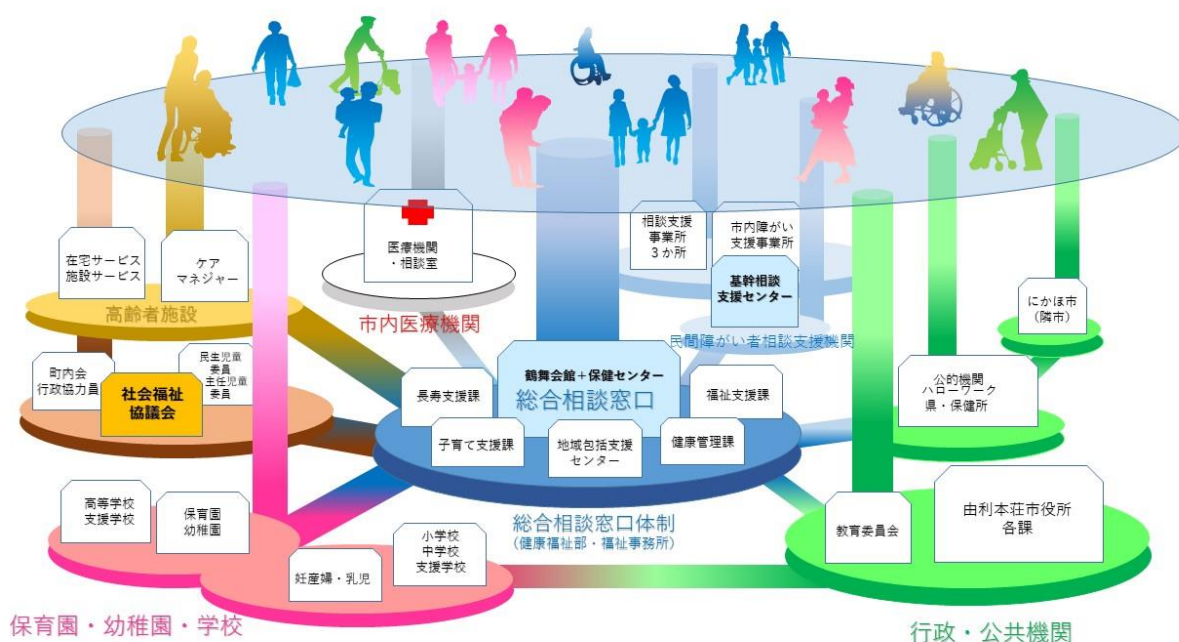 在宅サービス
施設サービス
ケア
マネジャー
高齢者施設
医療機関
・相談室
市内医療機関
相談支援
事業所
３か所
市内障がい
支援事業所
基幹相談
支援センター
民間障がい者相談支援機関
にかほ市
（隣市）
町内会
行政協力員
民生児童
委員
主任児童
委員
社会福祉
協議会
鶴舞会館＋保健センター
総合相談窓口
長寿支援課
福祉支援課
子育て支援課
地域包括支援
センター
健康管理課
公的機関
ハローワーク
県・保健所
高等学校
支援学校
保育園
幼稚園
総合相談窓口体制
（健康福祉部・福祉事務所）
妊産婦・乳児
小学校
中学校
支援学校
教育委員会
由利本荘市役所
各課
保育園・幼稚園・学校
行政・公共機関